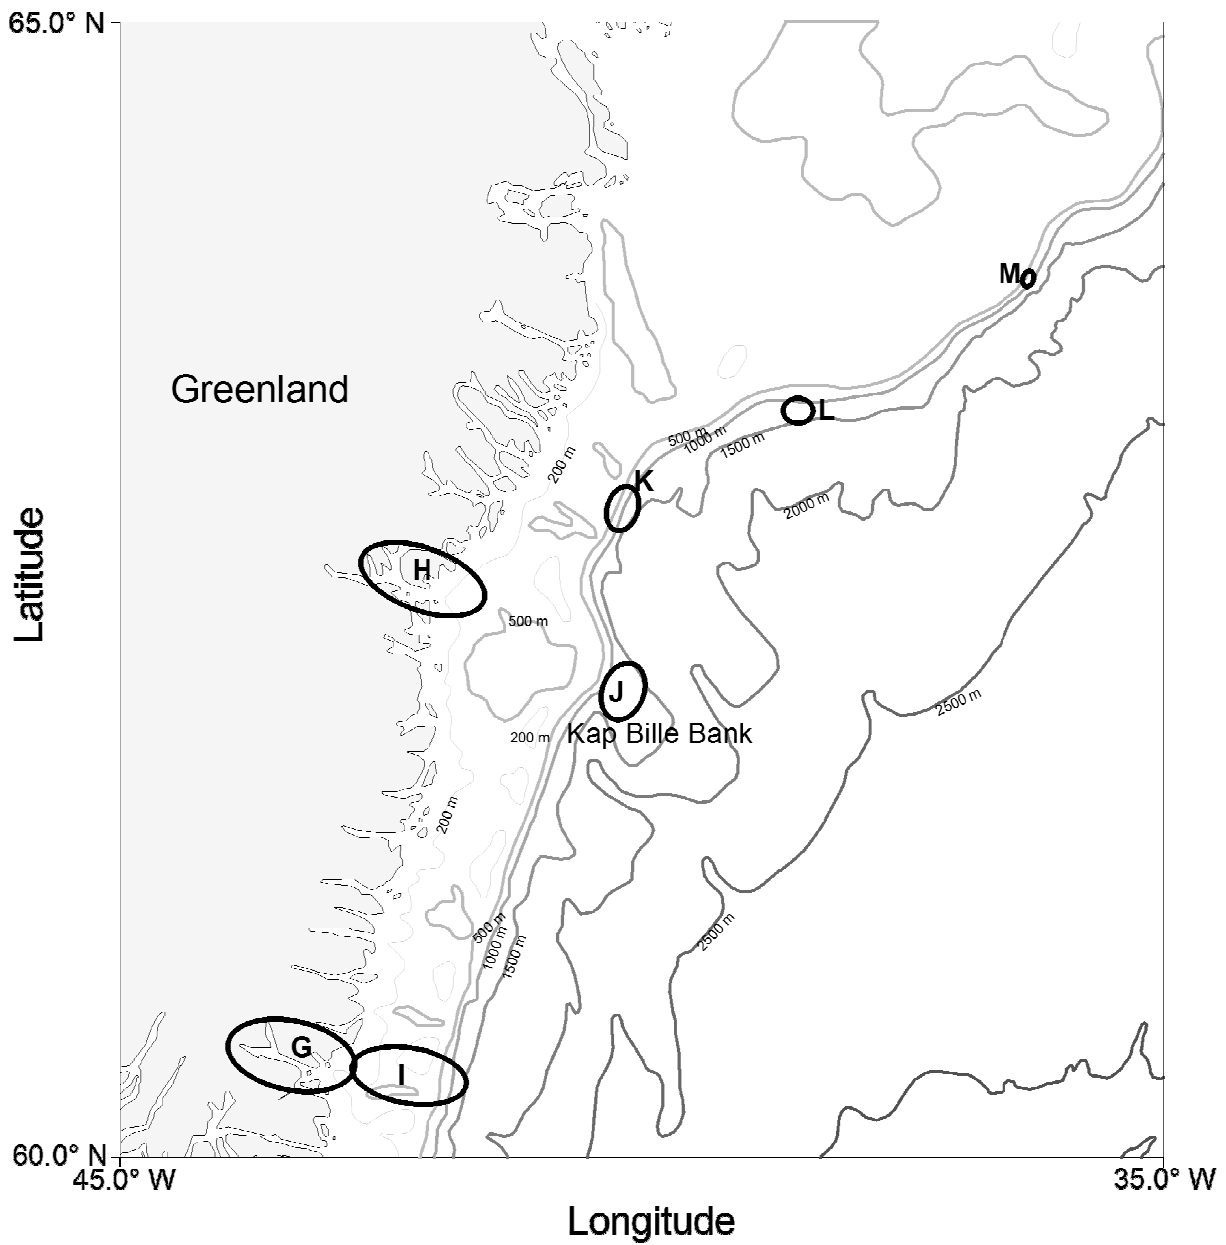 65.0° N
M
Greenland
L
500 m
1000 m
1500 m
200 m
K
2000 m
Latitude
H
500 m
J
2500 m
200 m
Kap Bille Bank
200 m
500 m
1000 m
1500 m
2500 m
G
I
60.0° N
45.0° W
35.0° W
Longitude